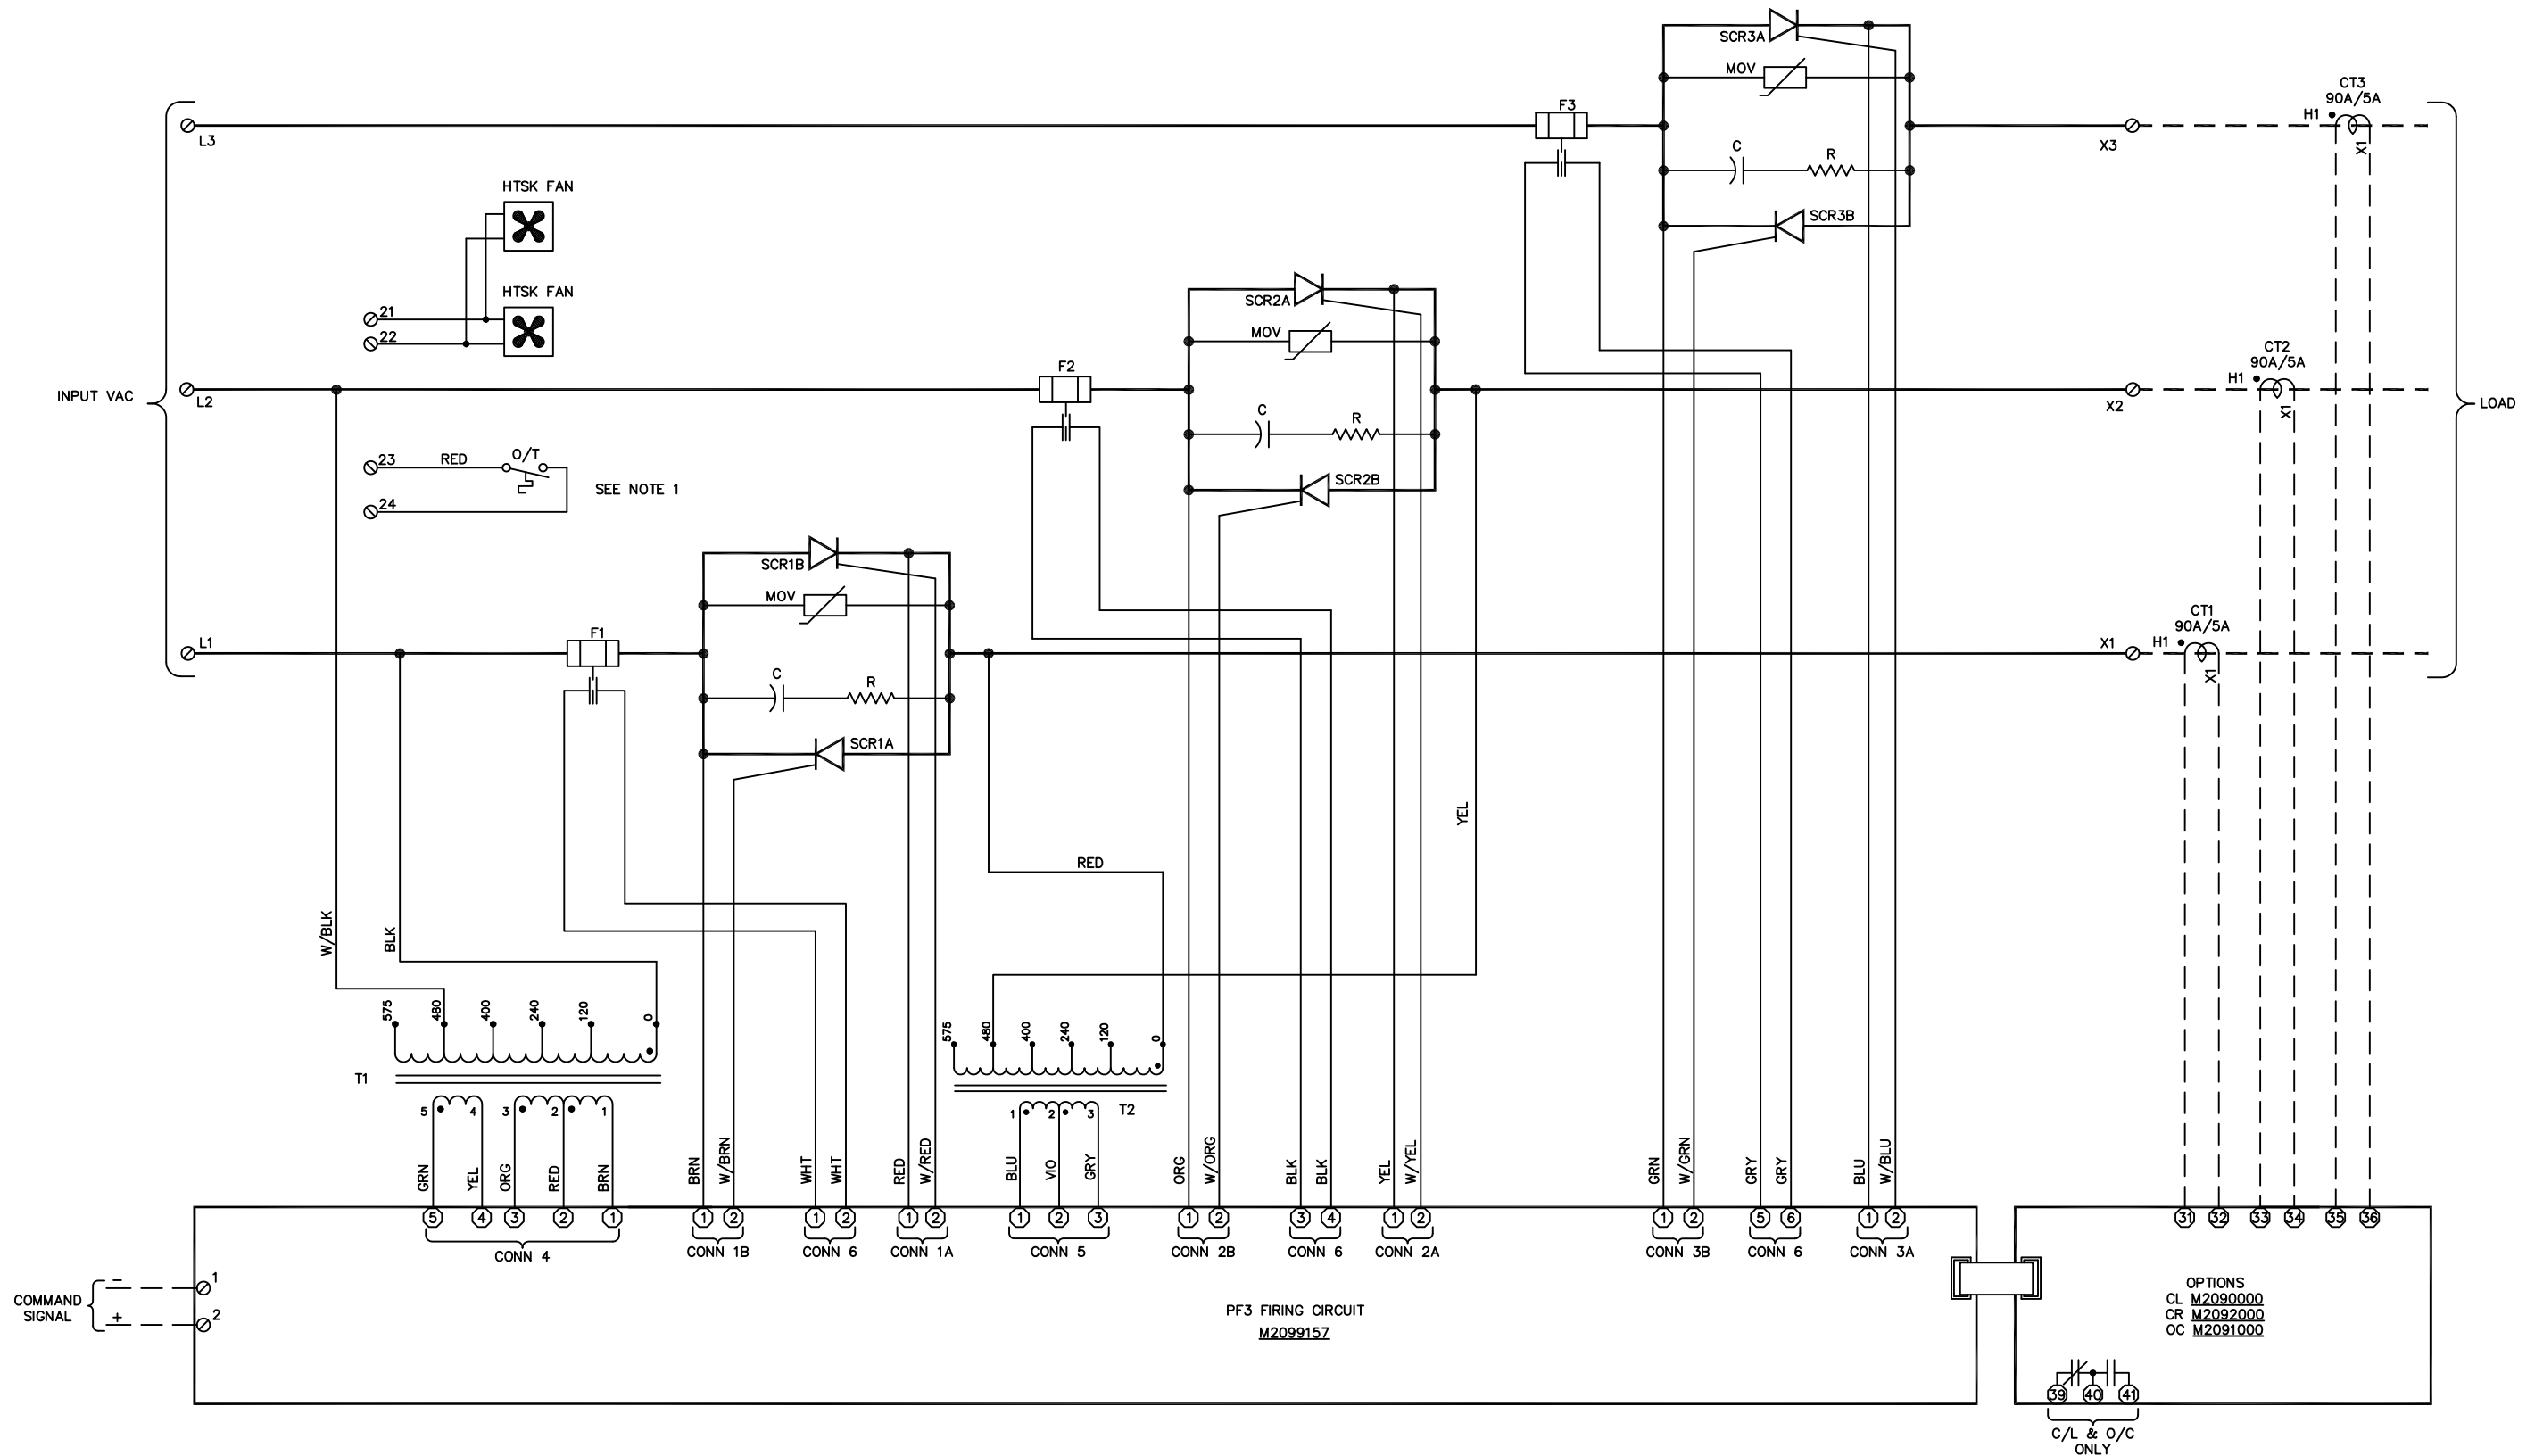 SCR3A
MOV
CT3
90A/5A
H1
X1
F3
L3
X3
C
R
HTSK FAN
SCR3B
HTSK FAN
21
22
SCR2A
MOV
CT2
90A/5A
H1
X1
F2
INPUT VAC
L2
X2
LOAD
C
R
23
RED
O/T
SEE NOTE 1
24
SCR2B
SCR1B
MOV
CT1
90A/5A
H1
X1
F1
L1
X1
C
R
SCR1A
YEL
RED
W/BLK
BLK
575
480
400
240
120
0
575
480
400
240
120
0
T1
T2
5
4
3
2
1
1
2
3
GRN
YEL
ORG
RED
BRN
BRN
W/BRN
WHT
WHT
RED
W/RED
BLU
VIO
GRY
ORG
W/ORG
BLK
BLK
YEL
W/YEL
GRN
W/GRN
GRY
GRY
BLU
W/BLU
5
4
3
2
1
1
2
1
2
1
2
1
2
3
1
2
3
4
1
2
1
2
5
6
1
2
31
32
33
34
35
36
CONN 4
CONN 1B
CONN 6
CONN 1A
CONN 5
CONN 2B
CONN 6
CONN 2A
CONN 3B
CONN 6
CONN 3A
COMMAND
SIGNAL
−
+
1
2
PF3 FIRING CIRCUIT
M2099157
OPTIONS
CL M2090000
CR M2092000
OC M2091000
39
40
41
C/L & O/C
ONLY